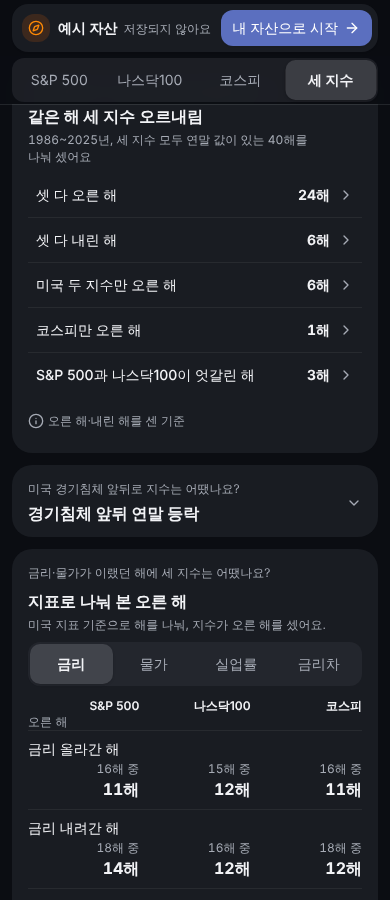 예시 자산 저장되지 않아요 내 자산으로 시작
S&P 500 나스닥100 코스피 세 지수
같은 해 세 지수 오르내림
1986~2025년, 세 지수 모두 연말 값이 있는 40해를
나눠 셌어요
셋 다 오른 해 24해
셋 다 내린 해 6해
미국 두 지수만 오른 해 6해
코스피만 오른 해 1해
S&P 500과 나스닥100이 엇갈린 해 3해
오른 해·내린 해를 센 기준
미국 경기침체 앞뒤로 지수는 어땠나요?
경기침체 앞뒤 연말 등락
금리·물가가 이랬던 해에 세 지수는 어땠나요?
지표로 나눠 본 오른 해
미국 지표 기준으로 해를 나눠, 지수가 오른 해를 셌어요.
금리 물가 실업률 금리차
S&P 500 나스닥100 코스피
오른 해
금리 올라간 해
16해 중 15해 중 16해 중
11해 12해 11해
금리 내려간 해
18해 중 16해 중 18해 중
14해 12해 12해